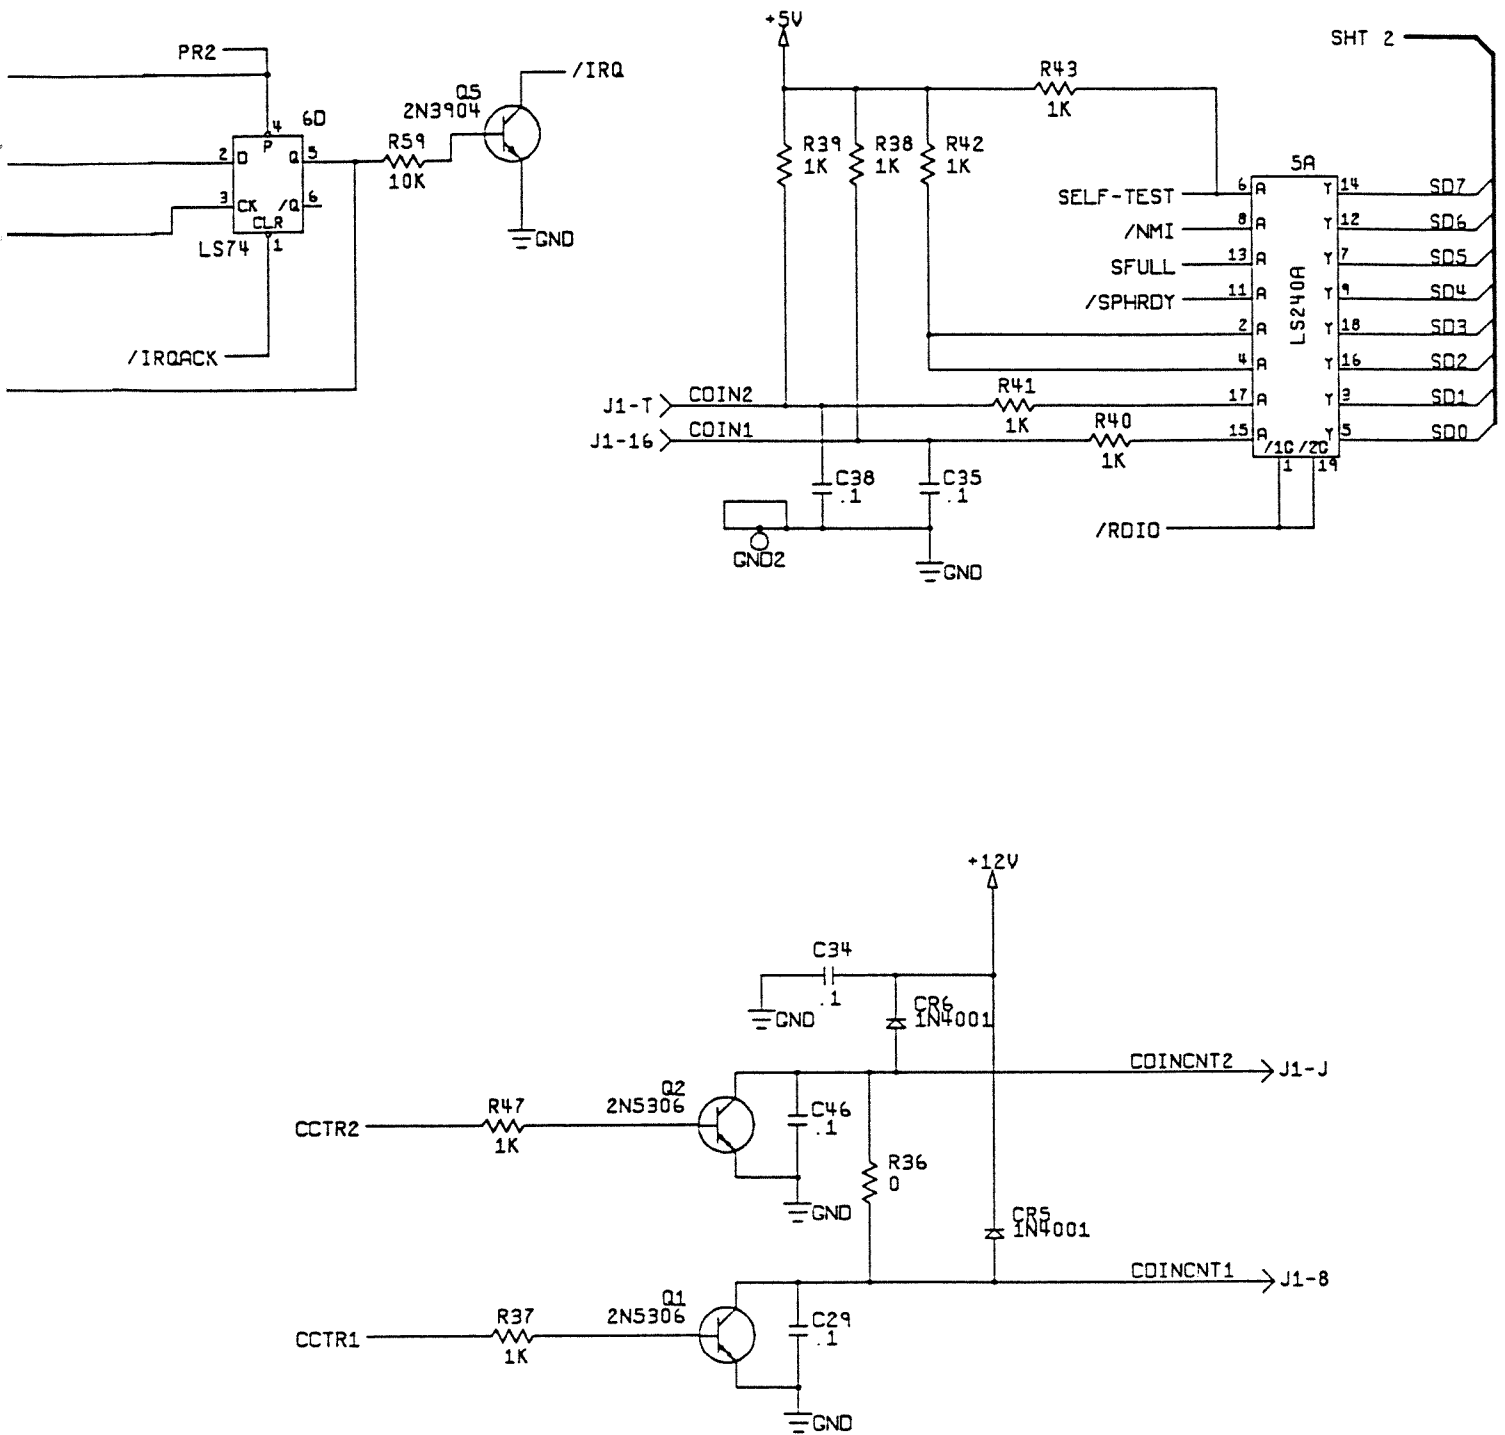 +5V
SHT 2
PR2
/IRQ
Q5
2N3904
R43
1K
4
6D
P
R59
10K
2
D
Q
5
3
CK
/Q
6
CLR
LS74
1
GND
/IRQACK
R39
1K
R38
1K
R42
1K
5A
SELF-TEST
6
A
Y
14
SD7
/NMI
8
A
Y
12
SD6
SFULL
13
A
Y
7
SD5
/SPHRDY
11
A
Y
9
SD4
LS240A
2
A
Y
18
SD3
4
A
Y
16
SD2
J1-T
COIN2
R41
1K
17
A
Y
3
SD1
J1-16
COIN1
R40
1K
15
A
Y
5
SD0
/1G
/2G
1
19
C38
.1
C35
.1
GND2
GND
/RDIO
+12V
C34
.1
GND
CR6
1N4001
COINCNT2
J1-J
CCTR2
R47
1K
Q2
2N5306
C46
.1
GND
R36
0
CR5
1N4001
COINCNT1
J1-8
CCTR1
R37
1K
Q1
2N5306
C29
.1
GND